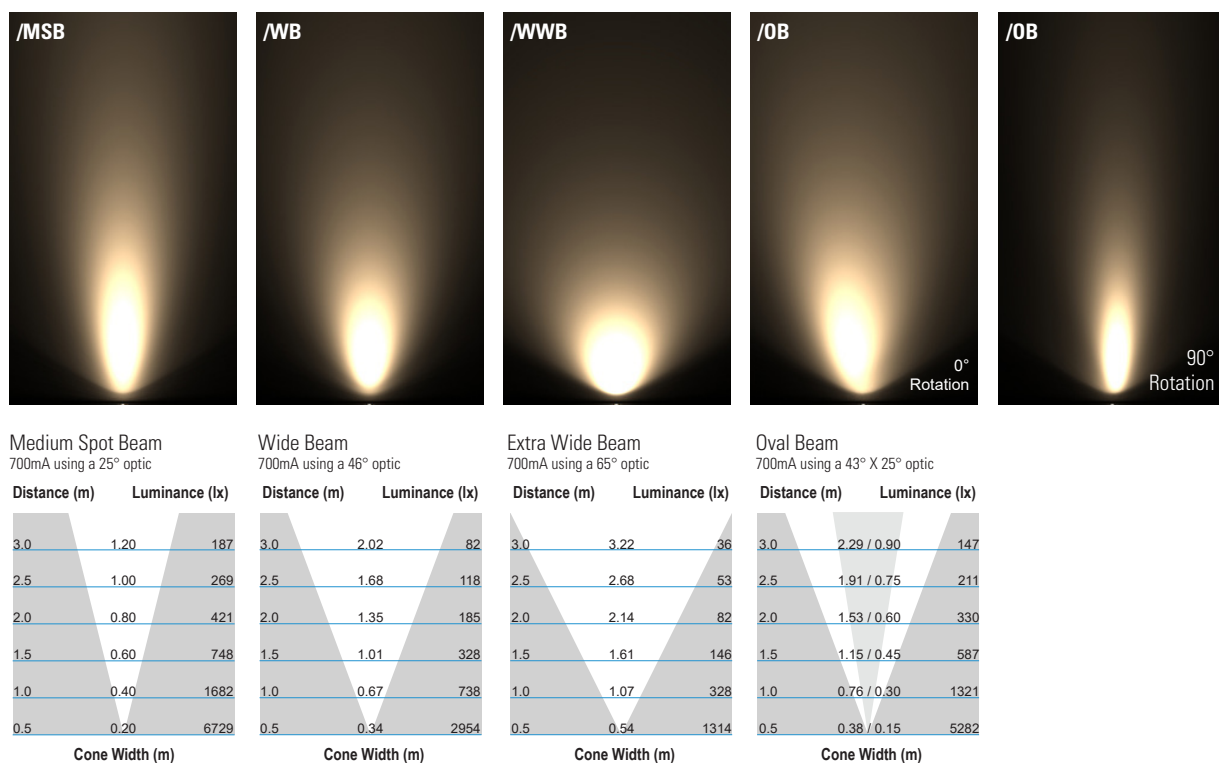 /MSB
/WB
/WWB
/OB
0°
Rotation
/OB
90°
Rotation
Medium Spot Beam
700mA using a 25° optic
Distance (m) Luminance (lx)
3.0 1.20 187
2.5 1.00 269
2.0 0.80 421
1.5 0.60 748
1.0 0.40 1682
0.5 0.20 6729
Cone Width (m)
Wide Beam
700mA using a 46° optic
Distance (m) Luminance (lx)
3.0 2.02 82
2.5 1.68 118
2.0 1.35 185
1.5 1.01 328
1.0 0.67 738
0.5 0.34 2954
Cone Width (m)
Extra Wide Beam
700mA using a 65° optic
Distance (m) Luminance (lx)
3.0 3.22 36
2.5 2.68 53
2.0 2.14 82
1.5 1.61 146
1.0 1.07 328
0.5 0.54 1314
Cone Width (m)
Oval Beam
700mA using a 43° X 25° optic
Distance (m) Luminance (lx)
3.0 2.29 / 0.90 147
2.5 1.91 / 0.75 211
2.0 1.53 / 0.60 330
1.5 1.15 / 0.45 587
1.0 0.76 / 0.30 1321
0.5 0.38 / 0.15 5282
Cone Width (m)